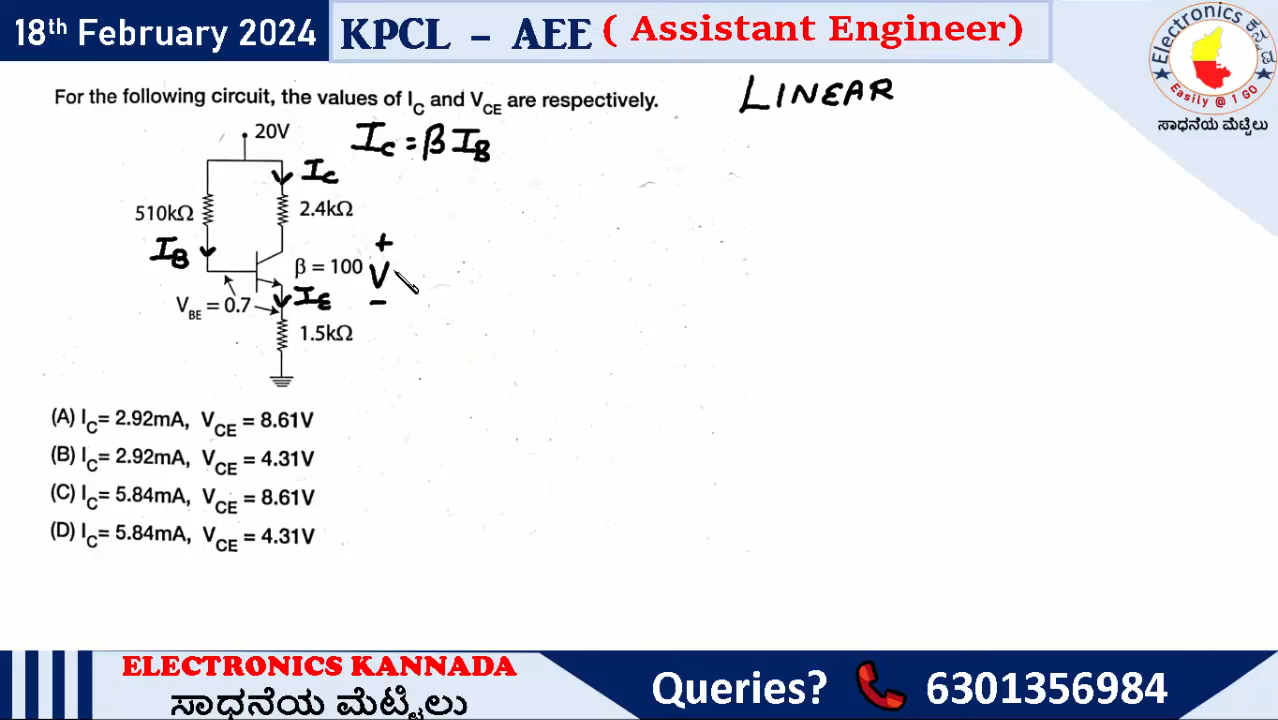 18th February 2024
KPCL - AEE ( Assistant Engineer)
Electronics ಕನ್ನಡ
Easily @ 1 GO
ಸಾಧನೆಯ ಮೆಟ್ಟಿಲು
For the following circuit, the values of IC and VCE are respectively.
LINEAR
20V
IC = β IB
IC
510kΩ
2.4kΩ
IB
+
β = 100
V
-
VBE = 0.7
IE
1.5kΩ
(A) IC= 2.92mA, VCE = 8.61V
(B) IC= 2.92mA, VCE = 4.31V
(C) IC= 5.84mA, VCE = 8.61V
(D) IC= 5.84mA, VCE = 4.31V
ELECTRONICS KANNADA
ಸಾಧನೆಯ ಮೆಟ್ಟಿಲು
Queries? 6301356984